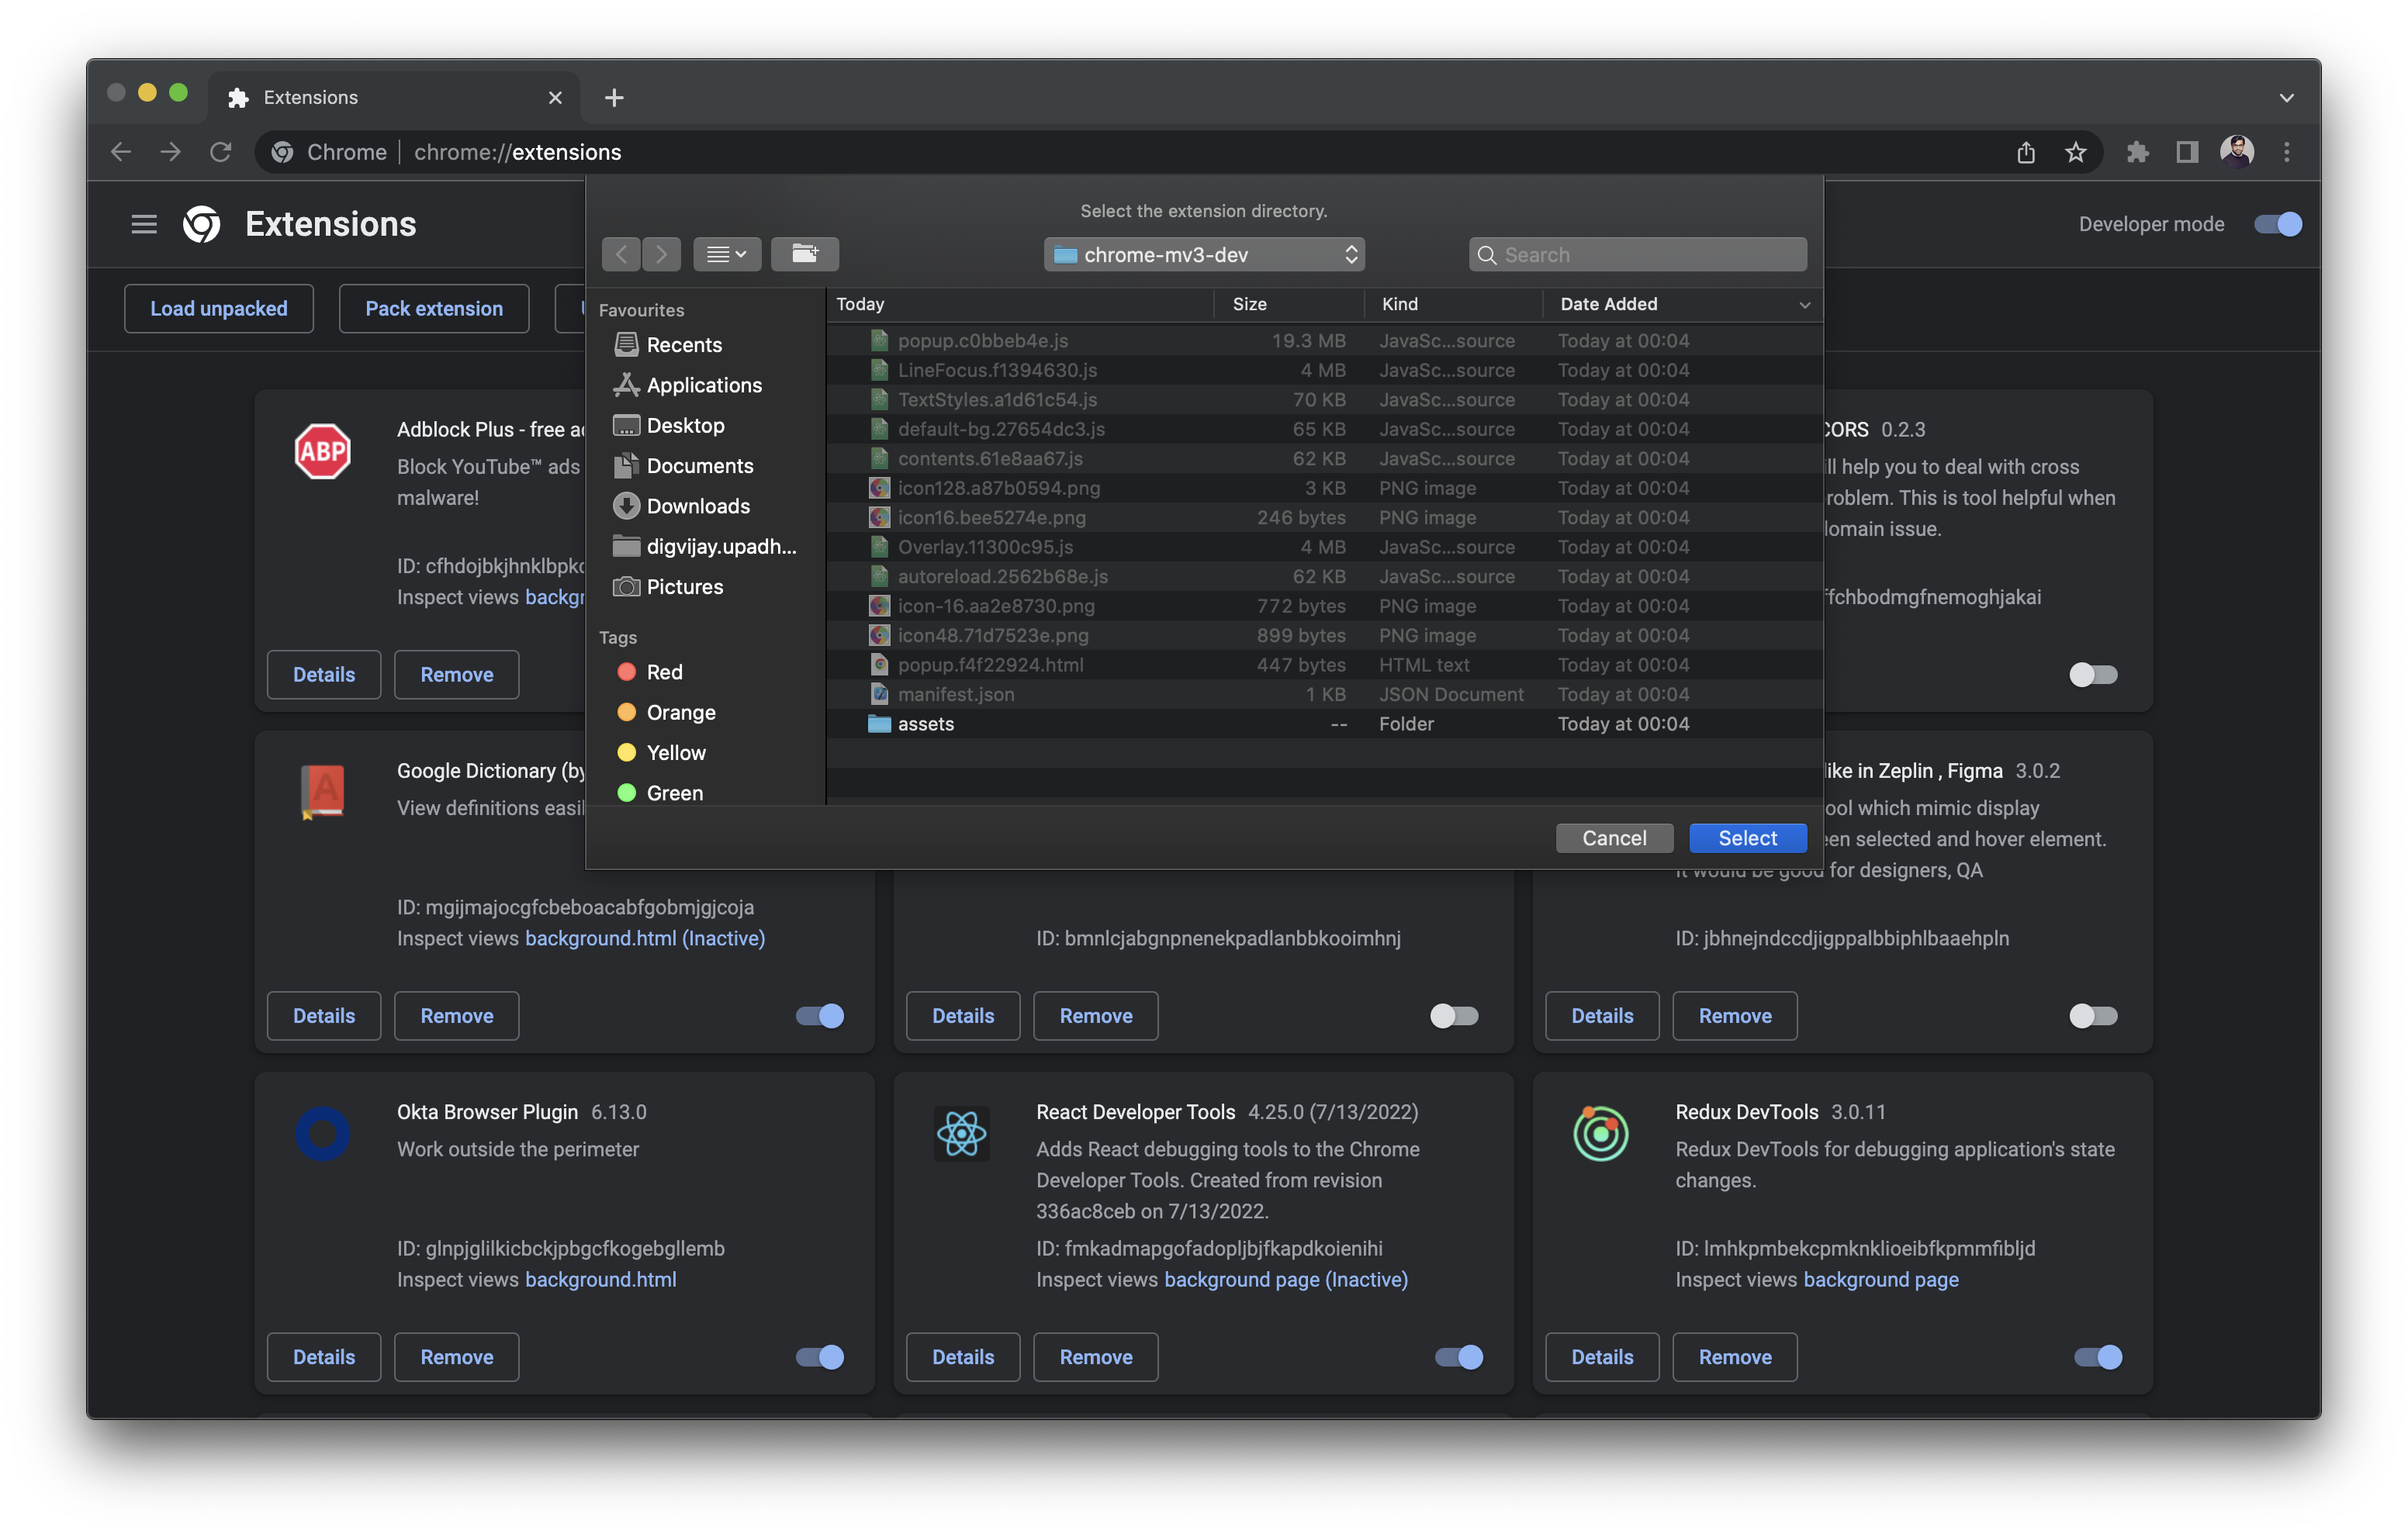 Extensions
Chrome chrome://extensions
Extensions
Developer mode
Load unpacked Pack extension
Select the extension directory.
chrome-mv3-dev
Search
Favourites
Recents
Applications
Desktop
Documents
Downloads
digvijay.upadh...
Pictures
Tags
Red
Orange
Yellow
Green
Today Size Kind Date Added
popup.c0bbeb4e.js 19.3 MB JavaSc...source Today at 00:04
LineFocus.f1394630.js 4 MB JavaSc...source Today at 00:04
TextStyles.a1d61c54.js 70 KB JavaSc...source Today at 00:04
default-bg.27654dc3.js 65 KB JavaSc...source Today at 00:04
contents.61e8aa67.js 62 KB JavaSc...source Today at 00:04
icon128.a87b0594.png 3 KB PNG image Today at 00:04
icon16.bee5274e.png 246 bytes PNG image Today at 00:04
Overlay.11300c95.js 4 MB JavaSc...source Today at 00:04
autoreload.2562b68e.js 62 KB JavaSc...source Today at 00:04
icon-16.aa2e8730.png 772 bytes PNG image Today at 00:04
icon48.71d7523e.png 899 bytes PNG image Today at 00:04
popup.f4f22924.html 447 bytes HTML text Today at 00:04
manifest.json 1 KB JSON Document Today at 00:04
assets -- Folder Today at 00:04
Cancel Select
ABP
Adblock Plus - free
Block YouTube™ ads
malware!
ID: cfhdojbkjhnklbpkd
Inspect views backgr
Details Remove
CORS 0.2.3
help you to deal with cross
problem. This is tool helpful when
domain issue.
ffchbodmgfnemoghjakai
A
Google Dictionary (by
View definitions easil
ID: mgijmajocgfcbeboacabfgobmjgjcoja
Inspect views background.html (Inactive)
Details Remove
ID: bmnlcjabgnpnenekpadlanbbkooimhnj
Details Remove
like in Zeplin , Figma 3.0.2
tool which mimic display
selected and hover element.
It would be good for designers, QA
ID: jbhnejndccdjigppalbbiphlbaaehpln
Details Remove
Okta Browser Plugin 6.13.0
Work outside the perimeter
ID: glnpjglilkicbckjpbgcfkogebgllemb
Inspect views background.html
Details Remove
React Developer Tools 4.25.0 (7/13/2022)
Adds React debugging tools to the Chrome
Developer Tools. Created from revision
336ac8ceb on 7/13/2022.
ID: fmkadmapgofadopljbjfkapdkoienihi
Inspect views background page (Inactive)
Details Remove
Redux DevTools 3.0.11
Redux DevTools for debugging application's state
changes.
ID: lmhkpmbekcpmknklioeibfkpmmfibljd
Inspect views background page
Details Remove